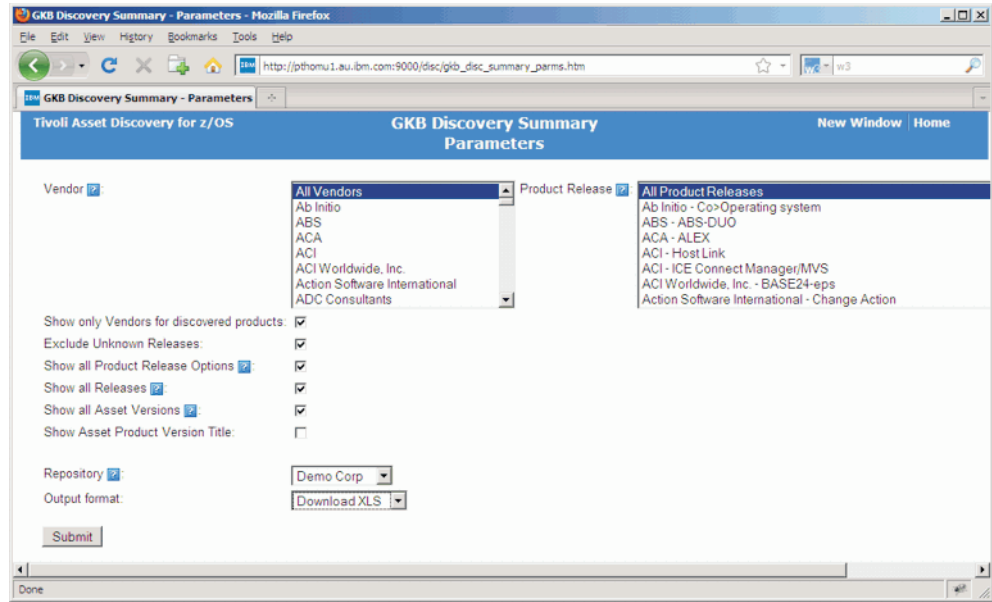 GKB Discovery Summary - Parameters - Mozilla Firefox
File Edit View History Bookmarks Tools Help
IBM http://pthomu1.au.ibm.com:9000/disc/gkb_disc_summary_parms.htm w3
IBM GKB Discovery Summary - Parameters
Tivoli Asset Discovery for z/OS
GKB Discovery Summary
Parameters
New Window | Home
Vendor ?:
All Vendors
Ab Initio
ABS
ACA
ACI
ACI Worldwide, Inc.
Action Software International
ADC Consultants
Product Release ?:
All Product Releases
Ab Initio - Co>Operating system
ABS - ABS-DUO
ACA - ALEX
ACI - Host Link
ACI - ICE Connect Manager/MVS
ACI Worldwide, Inc. - BASE24-eps
Action Software International - Change Action
Show only Vendors for discovered products:
Exclude Unknown Releases:
Show all Product Release Options ?:
Show all Releases ?:
Show all Asset Versions ?:
Show Asset Product Version Title:
Repository ?: Demo Corp
Output format: Download XLS
Submit
Done